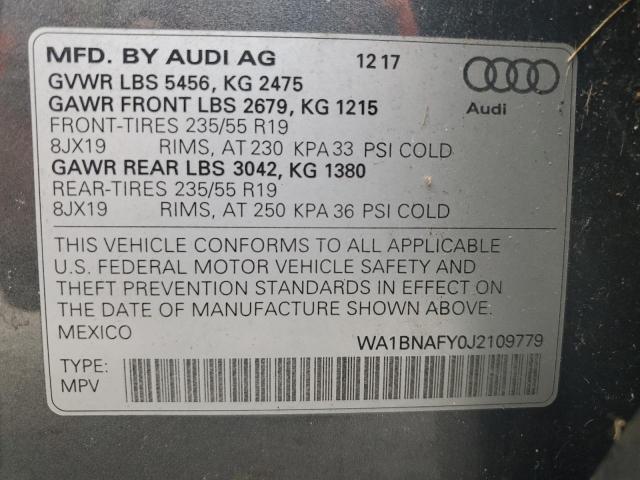 MFD. BY AUDI AG 12 17
GVWR LBS 5456, KG 2475
GAWR FRONT LBS 2679, KG 1215
Audi
FRONT-TIRES 235/55 R19
8JX19 RIMS, AT 230 KPA 33 PSI COLD
GAWR REAR LBS 3042, KG 1380
REAR-TIRES 235/55 R19
8JX19 RIMS, AT 250 KPA 36 PSI COLD
THIS VEHICLE CONFORMS TO ALL APPLICABLE
U.S. FEDERAL MOTOR VEHICLE SAFETY AND
THEFT PREVENTION STANDARDS IN EFFECT ON
THE DATE OF MANUFACTURE SHOWN ABOVE:
MEXICO WA1BNAFY0J2109779
TYPE:
MPV